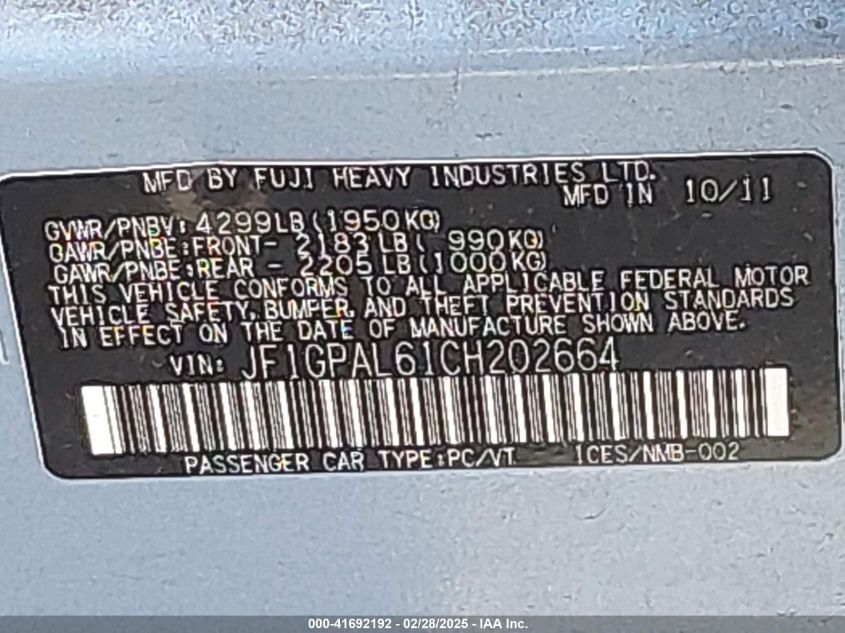 MFD BY FUJI HEAVY INDUSTRIES LTD.
MFD IN 10/11
GVWR/PNBV: 4299LB(1950KG)
GAWR/PNBE:FRONT- 2183LB( 990KG)
GAWR/PNBE:REAR - 2205LB(1000KG)
THIS VEHICLE CONFORMS TO ALL APPLICABLE FEDERAL MOTOR
VEHICLE SAFETY, BUMPER, AND THEFT PREVENTION STANDARDS
IN EFFECT ON THE DATE OF MANUFACTURE SHOWN ABOVE.
VIN: JF1GPAL61CH202664
PASSENGER CAR TYPE:PC/VT ICES/NMB-002
000-41692192 - 02/28/2025 - IAA Inc.